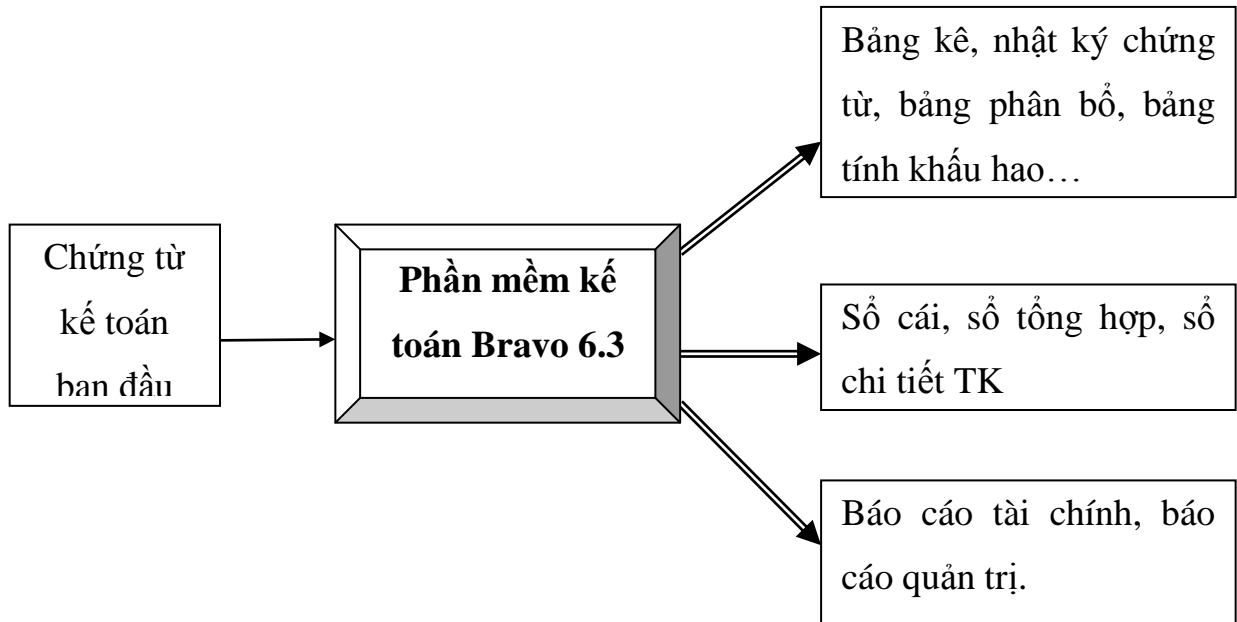 Chứng từ
kế toán
ban đầu
Phần mềm kế
toán Bravo 6.3
Bảng kê, nhật ký chứng
từ, bảng phân bổ, bảng
tính khấu hao…
Sổ cái, sổ tổng hợp, sổ
chi tiết TK
Báo cáo tài chính, báo
cáo quản trị.